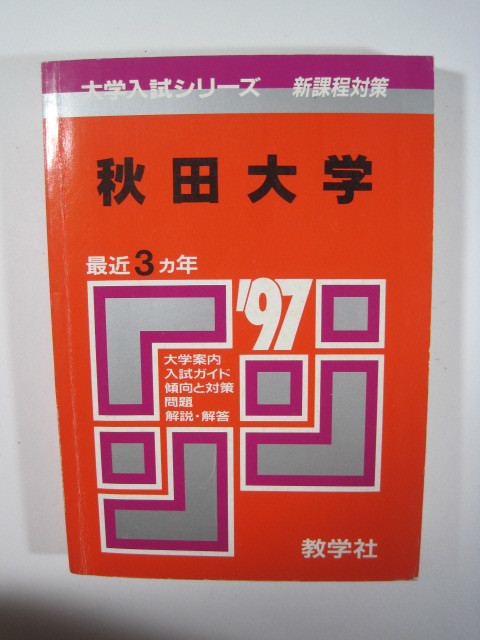 大学入試シリーズ 新課程対策
秋田大学
最近3ヵ年
'97
大学案内
入試ガイド
傾向と対策
問題
解説・解答
教学社